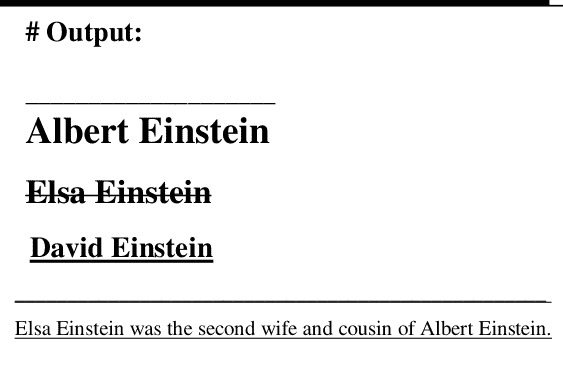 # Output:
Albert Einstein
Elsa Einstein
David Einstein
Elsa Einstein was the second wife and cousin of Albert Einstein.